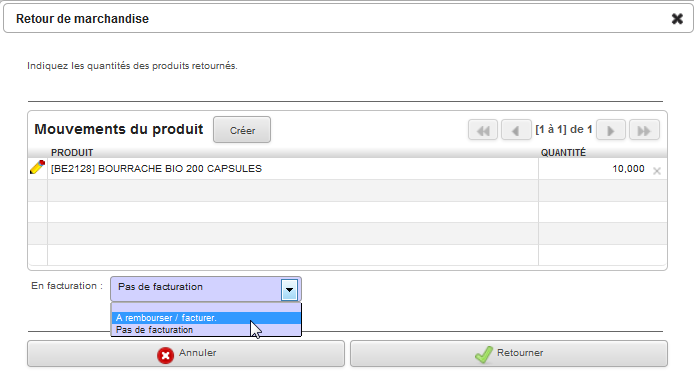 Retour de marchandise
Indiquez les quantités des produits retournés.
Mouvements du produit Créer [1 à 1] de 1
PRODUIT QUANTITÉ
[BE2128] BOURRACHE BIO 200 CAPSULES 10,000
En facturation : Pas de facturation
A rembourser / facturer.
Pas de facturation
Annuler Retourner